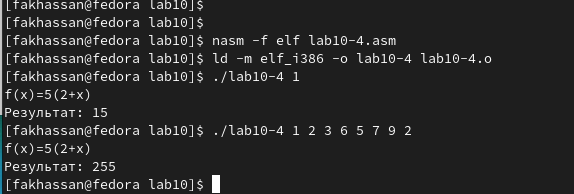 [fakhassan@fedora lab10]$
[fakhassan@fedora lab10]$
[fakhassan@fedora lab10]$ nasm -f elf lab10-4.asm
[fakhassan@fedora lab10]$ ld -m elf_i386 -o lab10-4 lab10-4.o
[fakhassan@fedora lab10]$ ./lab10-4 1
f(x)=5(2+x)
Результат: 15
[fakhassan@fedora lab10]$ ./lab10-4 1 2 3 6 5 7 9 2
f(x)=5(2+x)
Результат: 255
[fakhassan@fedora lab10]$